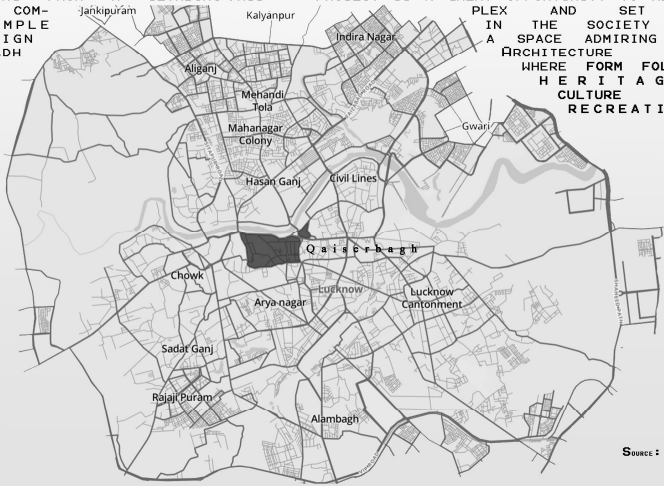 PLEX AND SET
COM-
IN THE SOCIETY
MPLE
A SPACE ADMIRING
IGN
ARCHITECTURE
DH
WHERE FORM FOL
HERITAG
CULTURE
RECREATI
Jankipuram
Kalyanpur
Indira Nagar
Aliganj
Mehandi
Tola
Gwari
Mahanagar
Colony
Hasan Ganj
Civil Lines
Qaiserbagh
Chowk
Lucknow
Lucknow
Cantonment
Arya nagar
Sadat Ganj
Rajaji Puram
Alambagh
SOURCE: